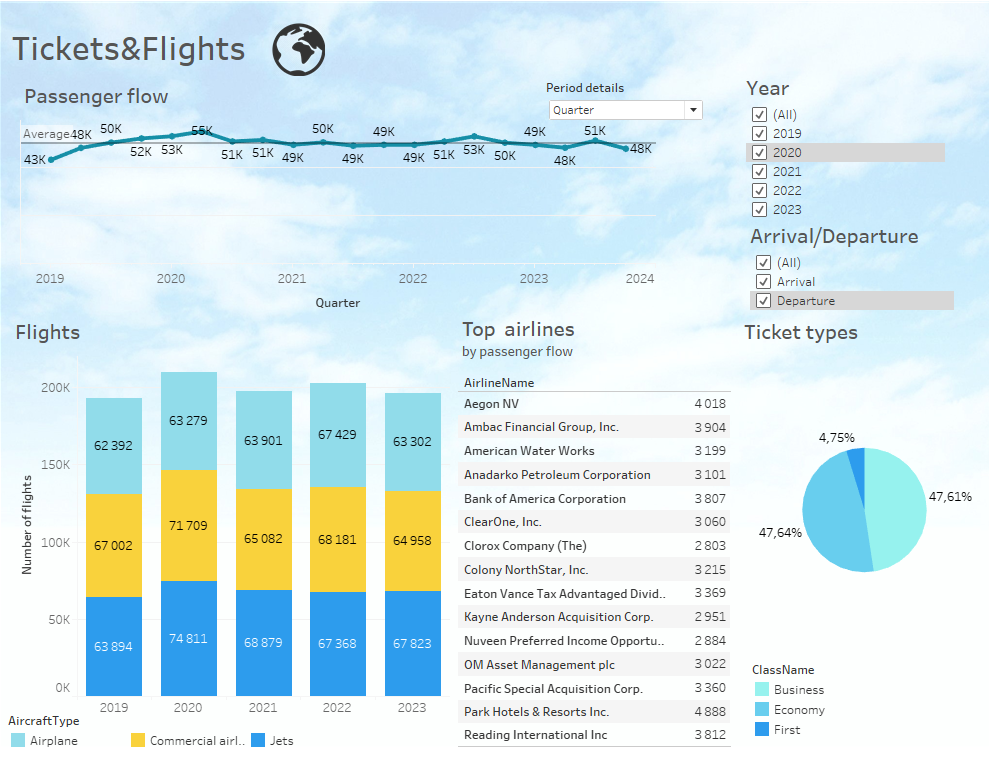 Tickets&Flights
Passenger flow
Period details
Quarter
Average
43K
48K
50K
52K
53K
55K
51K
51K
49K
50K
49K
49K
49K
51K
53K
50K
49K
48K
51K
48K
2019
2020
2021
2022
2023
2024
Quarter
Year
(All)
2019
2020
2021
2022
2023
Arrival/Departure
(All)
Arrival
Departure
Flights
Number of flights
200K
150K
100K
50K
0K
62 392
63 279
63 901
67 429
63 302
67 002
71 709
65 082
68 181
64 958
63 894
74 811
68 879
67 368
67 823
2019
2020
2021
2022
2023
AircraftType
Airplane
Commercial airl..
Jets
Top airlines
by passenger flow
AirlineName
Aegon NV 4 018
Ambac Financial Group, Inc. 3 904
American Water Works 3 199
Anadarko Petroleum Corporation 3 101
Bank of America Corporation 3 807
ClearOne, Inc. 3 060
Clorox Company (The) 2 803
Colony NorthStar, Inc. 3 215
Eaton Vance Tax Advantaged Divid.. 3 369
Kayne Anderson Acquisition Corp. 2 951
Nuveen Preferred Income Opportu.. 2 884
OM Asset Management plc 3 022
Pacific Special Acquisition Corp. 3 360
Park Hotels & Resorts Inc. 4 888
Reading International Inc 3 812
Ticket types
4,75%
47,61%
47,64%
ClassName
Business
Economy
First